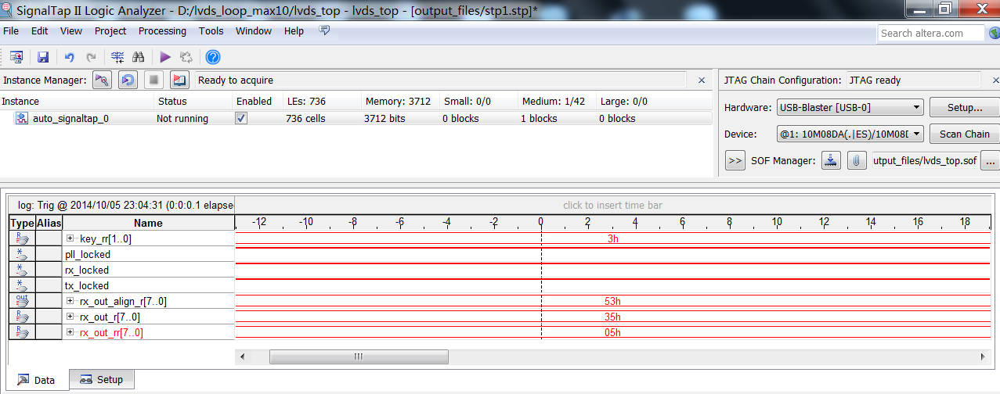 SignalTap II Logic Analyzer - D:/lvds_loop_max10/lvds_top - lvds_top - [output_files/stp1.stp]*
File Edit View Project Processing Tools Window Help Search altera.com
Instance Manager: Ready to acquire JTAG Chain Configuration: JTAG ready
Instance Status Enabled LEs: 736 Memory: 3712 Small: 0/0 Medium: 1/42 Large: 0/0
auto_signaltap_0 Not running 736 cells 3712 bits 0 blocks 1 blocks 0 blocks
Hardware: USB-Blaster [USB-0] Setup...
Device: @1: 10M08DA(.|ES)/10M08D Scan Chain
>> SOF Manager: utput_files/lvds_top.sof ...
log: Trig @ 2014/10/05 23:04:31 (0:0:0.1 elapse click to insert time bar
Type Alias Name -12 -10 -8 -6 -4 -2 0 2 4 6 8 10 12 14 16 18
key_rr[1..0] 3h
pll_locked
rx_locked
tx_locked
rx_out_align_r[7..0] 53h
rx_out_r[7..0] 35h
rx_out_rr[7..0] 05h
Data Setup